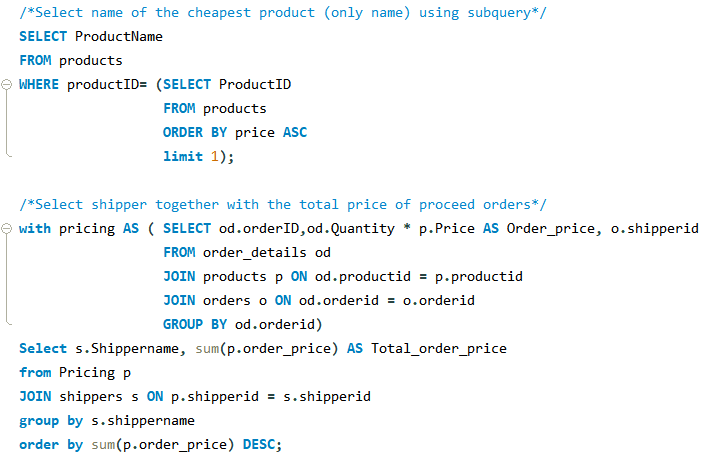 /*Select name of the cheapest product (only name) using subquery*/
SELECT ProductName
FROM products
WHERE productID= (SELECT ProductID
FROM products
ORDER BY price ASC
limit 1);
/*Select shipper together with the total price of proceed orders*/
with pricing AS ( SELECT od.orderID,od.Quantity * p.Price AS Order_price, o.shipperid
FROM order_details od
JOIN products p ON od.productid = p.productid
JOIN orders o ON od.orderid = o.orderid
GROUP BY od.orderid)
Select s.Shippername, sum(p.order_price) AS Total_order_price
from Pricing p
JOIN shippers s ON p.shipperid = s.shipperid
group by s.shippername
order by sum(p.order_price) DESC;